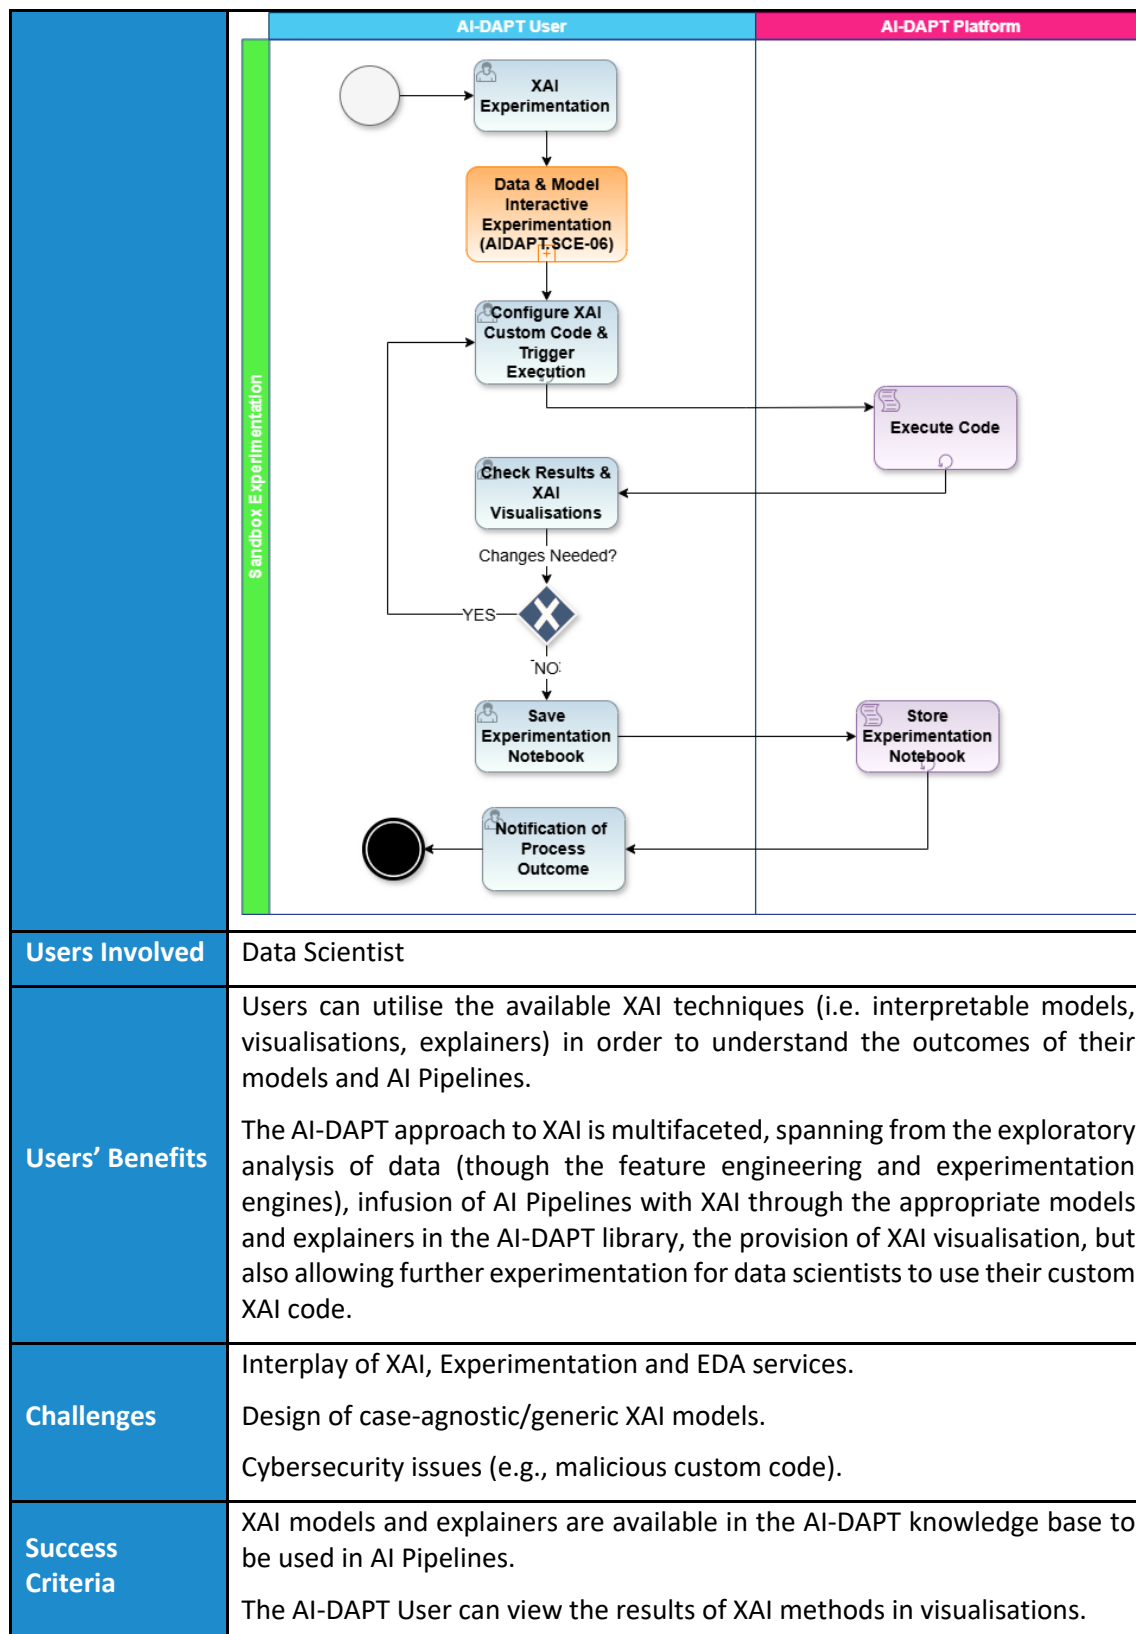 AI-DAPT User
AI-DAPT Platform
Sandbox Experimentation
XAI
Experimentation
Data & Model
Interactive
Experimentation
(AIDAPT.SCE-06)
Configure XAI
Custom Code &
Trigger
Execution
Execute Code
Check Results &
XAI
Visualisations
Changes Needed?
YES
NO
Save
Experimentation
Notebook
Store
Experimentation
Notebook
Notification of
Process
Outcome
Users Involved
Data Scientist
Users' Benefits
Users can utilise the available XAI techniques (i.e. interpretable models,
visualisations, explainers) in order to understand the outcomes of their
models and AI Pipelines.
The AI-DAPT approach to XAI is multifaceted, spanning from the exploratory
analysis of data (though the feature engineering and experimentation
engines), infusion of AI Pipelines with XAI through the appropriate models
and explainers in the AI-DAPT library, the provision of XAI visualisation, but
also allowing further experimentation for data scientists to use their custom
XAI code.
Challenges
Interplay of XAI, Experimentation and EDA services.
Design of case-agnostic/generic XAI models.
Cybersecurity issues (e.g., malicious custom code).
Success
Criteria
XAI models and explainers are available in the AI-DAPT knowledge base to
be used in AI Pipelines.
The AI-DAPT User can view the results of XAI methods in visualisations.